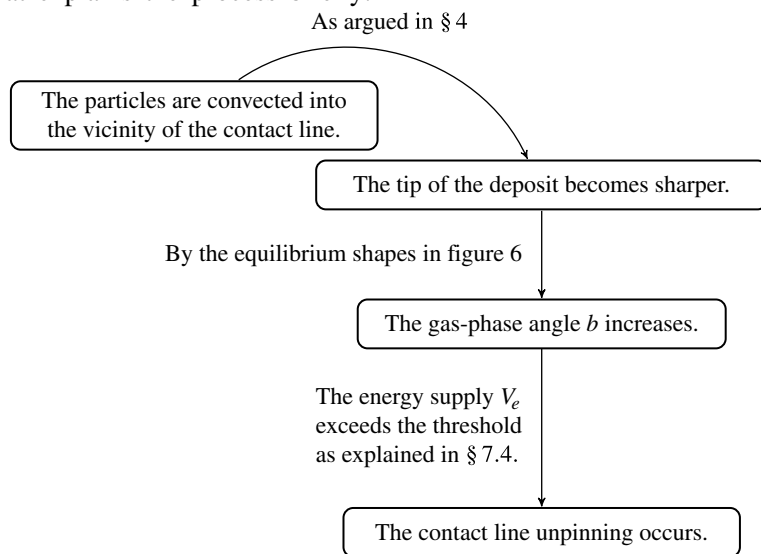 As argued in § 4
The particles are convected into
the vicinity of the contact line.
The tip of the deposit becomes sharper.
By the equilibrium shapes in figure 6
The gas-phase angle b increases.
The energy supply Vₑ
exceeds the threshold
as explained in § 7.4.
The contact line unpinning occurs.